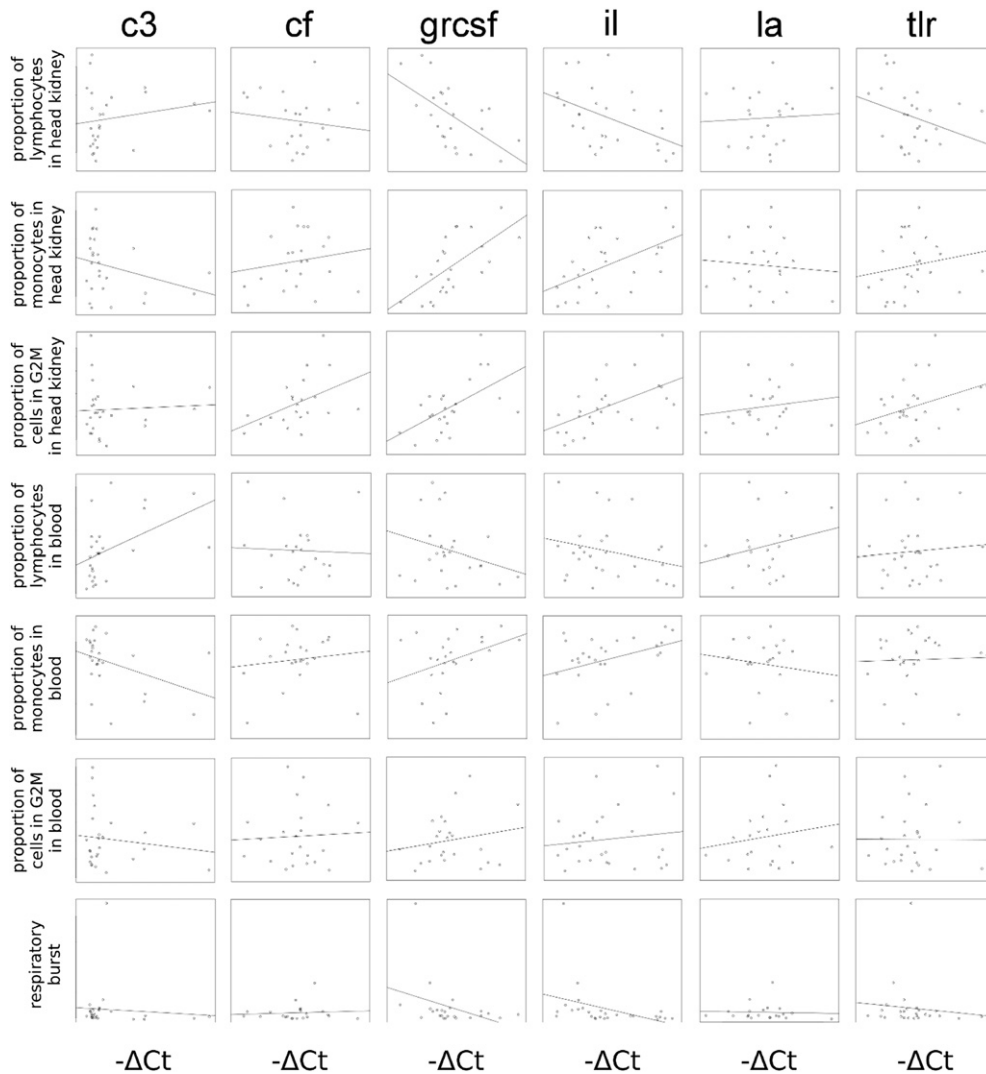 c3 cf grcsf il la tlr
proportion of
lymphocytes
in head kidney
proportion of
monocytes in
head kidney
proportion of
cells in G2M
in head kidney
proportion of
lymphocytes
in blood
proportion of
monocytes in
blood
proportion of
cells in G2M
in blood
respiratory
burst
-ΔCt -ΔCt -ΔCt -ΔCt -ΔCt -ΔCt